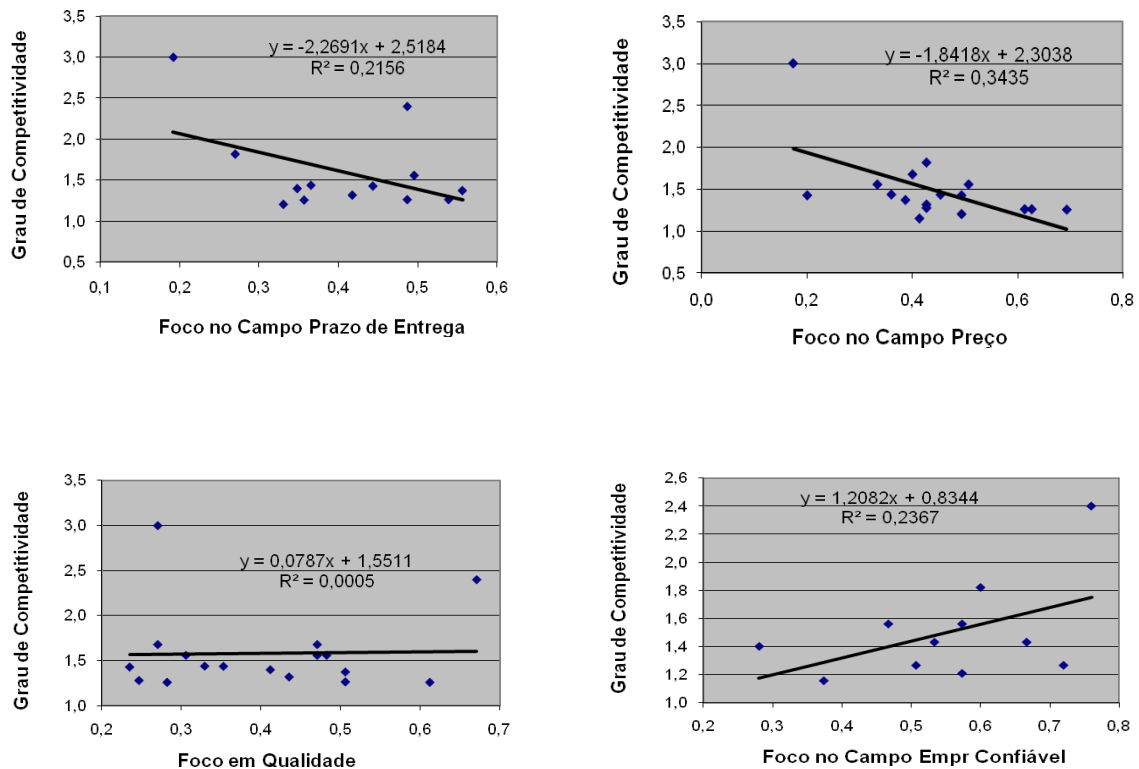 Grau de Competitividade
3,5
3,0
2,5
2,0
1,5
1,0
0,5
y = -2,2691x + 2,5184
R² = 0,2156
0,1 0,2 0,3 0,4 0,5 0,6
Foco no Campo Prazo de Entrega
Grau de Competitividade
3,5
3,0
2,5
2,0
1,5
1,0
0,5
y = -1,8418x + 2,3038
R² = 0,3435
0,0 0,2 0,4 0,6 0,8
Foco no Campo Preço
Grau de Competitividade
3,5
3,0
2,5
2,0
1,5
1,0
y = 0,0787x + 1,5511
R² = 0,0005
0,2 0,3 0,4 0,5 0,6 0,7
Foco em Qualidade
Grau de Competitividade
2,6
2,4
2,2
2,0
1,8
1,6
1,4
1,2
1,0
y = 1,2082x + 0,8344
R² = 0,2367
0,2 0,3 0,4 0,5 0,6 0,7 0,8
Foco no Campo Empr Confiável